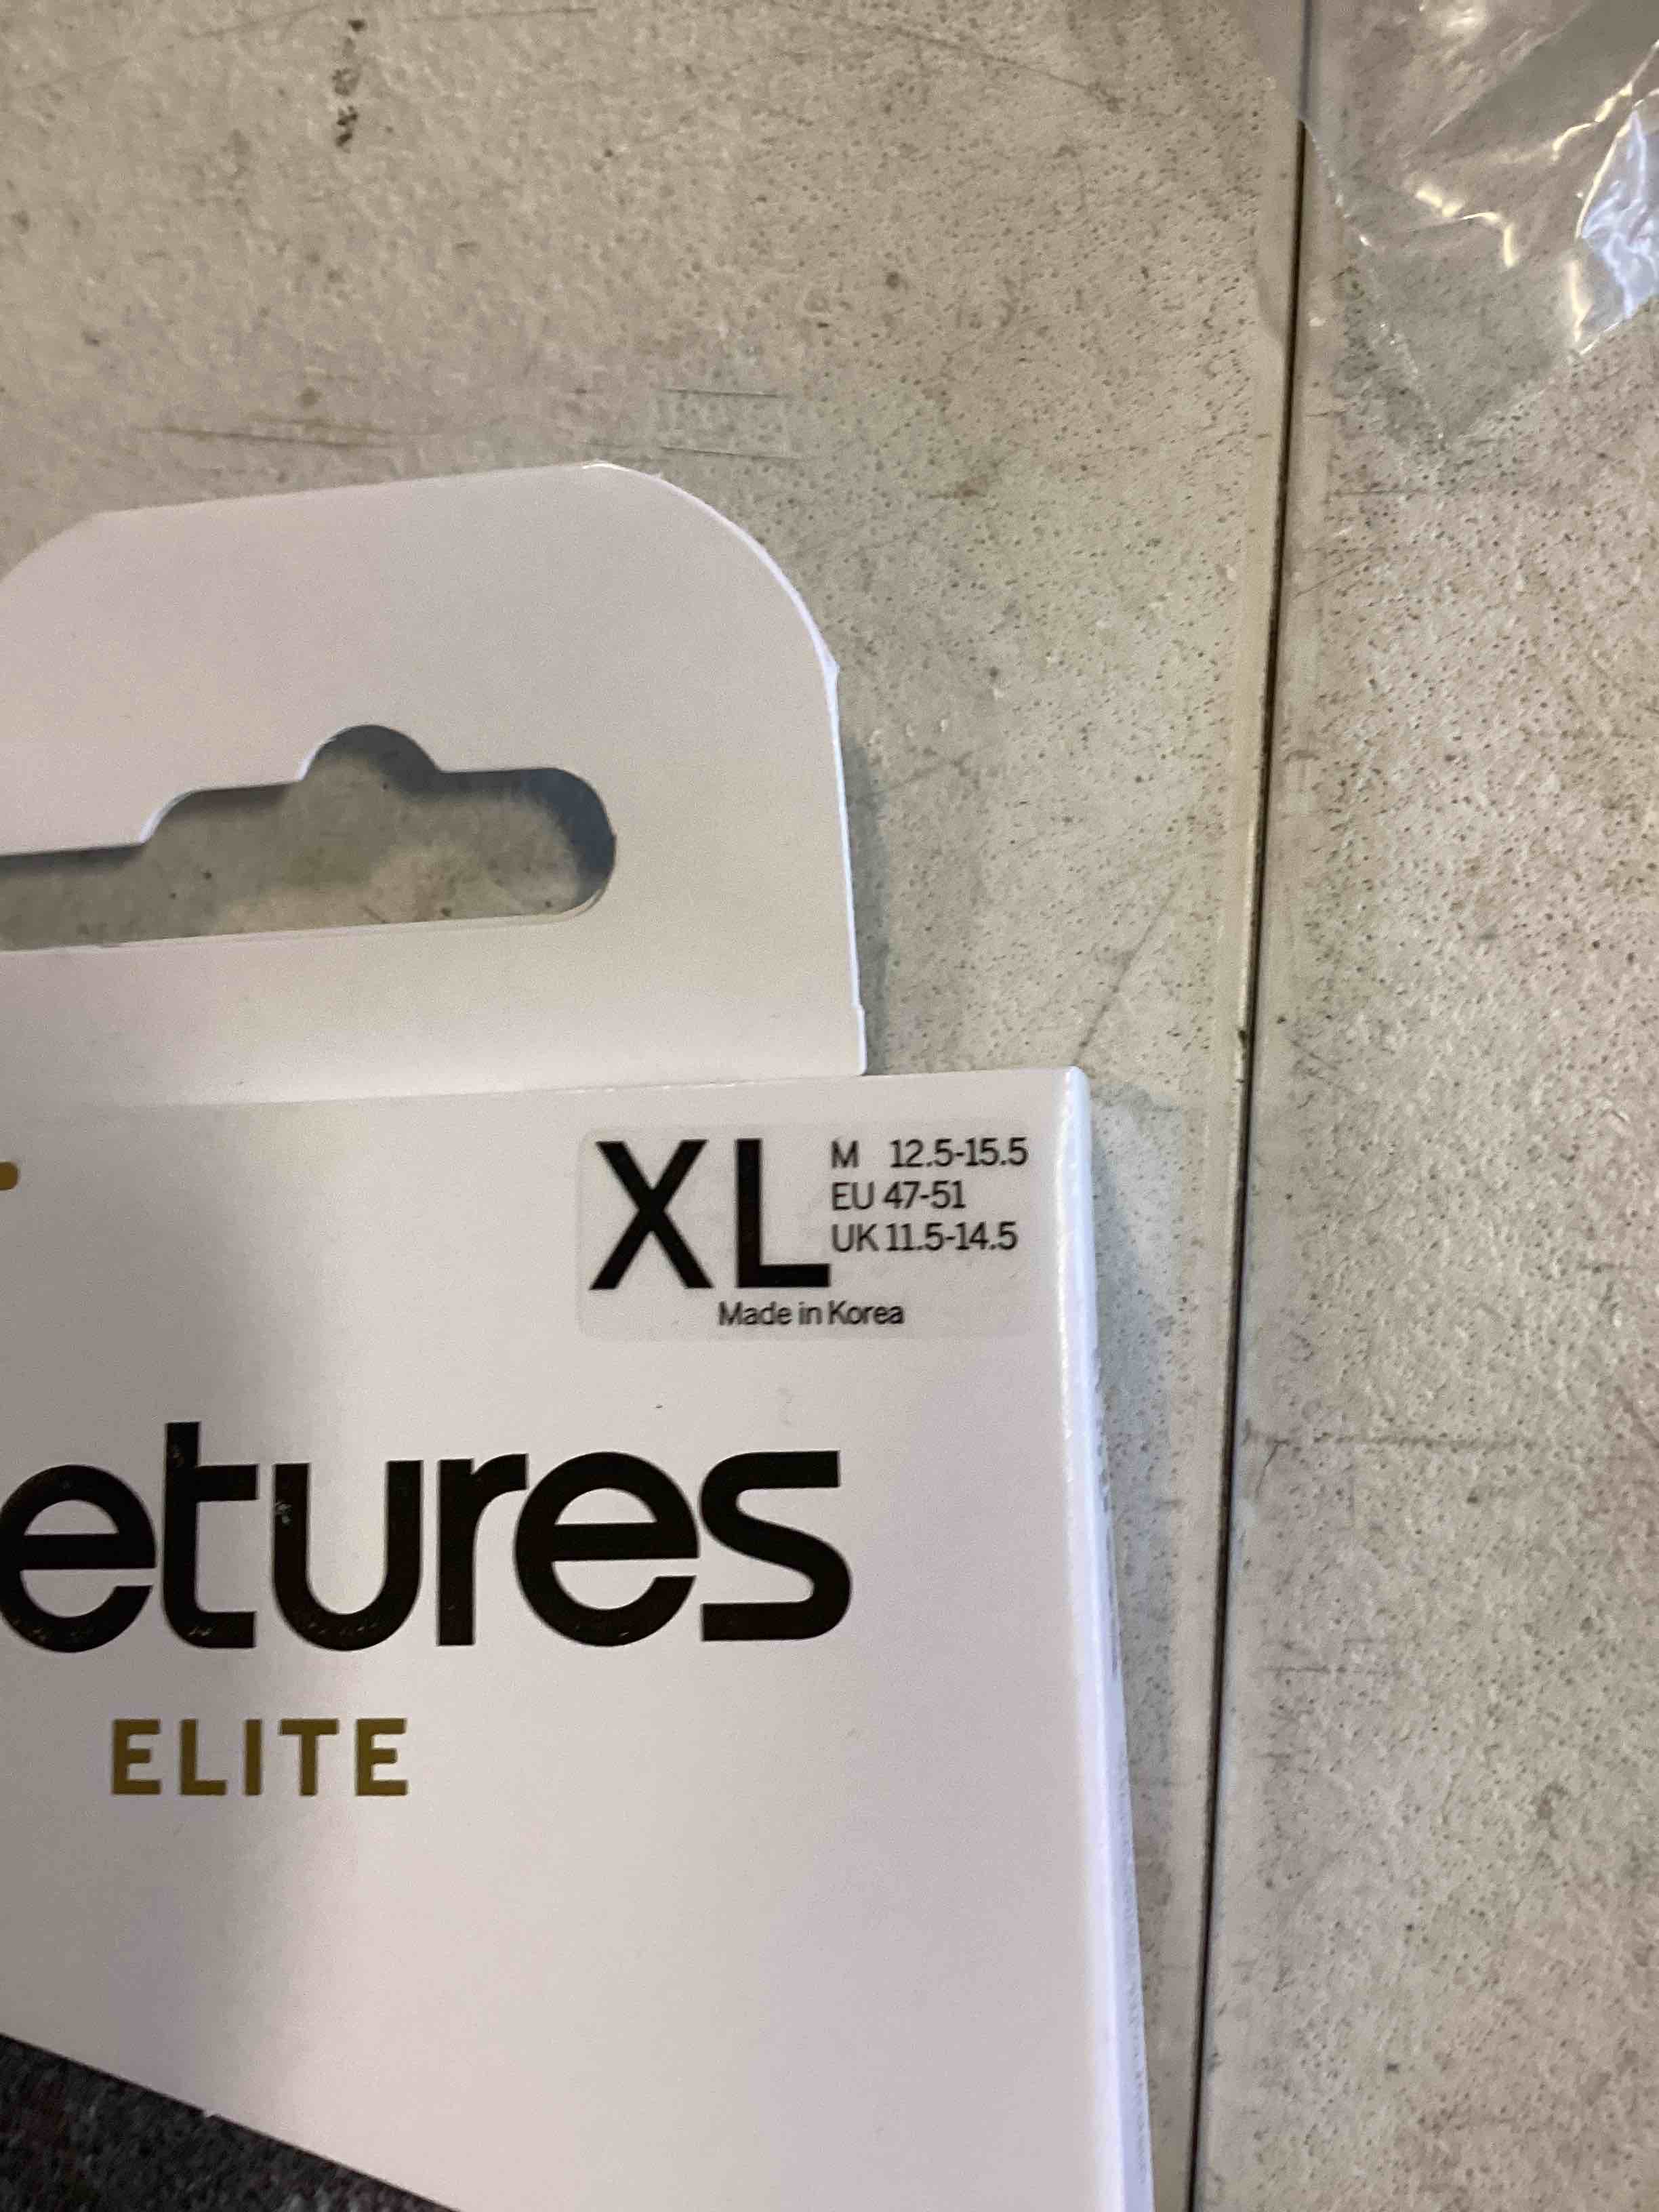 XL
M 12.5-15.5
EU 47-51
UK 11.5-14.5
Made in Korea
etures
ELITE